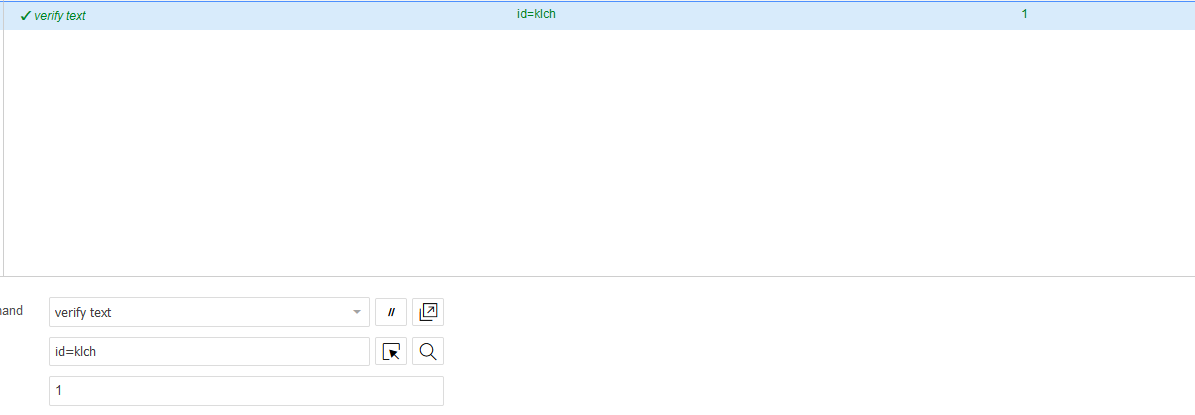 ✓ verify text id=klch 1
hand
verify text //
id=klch
1